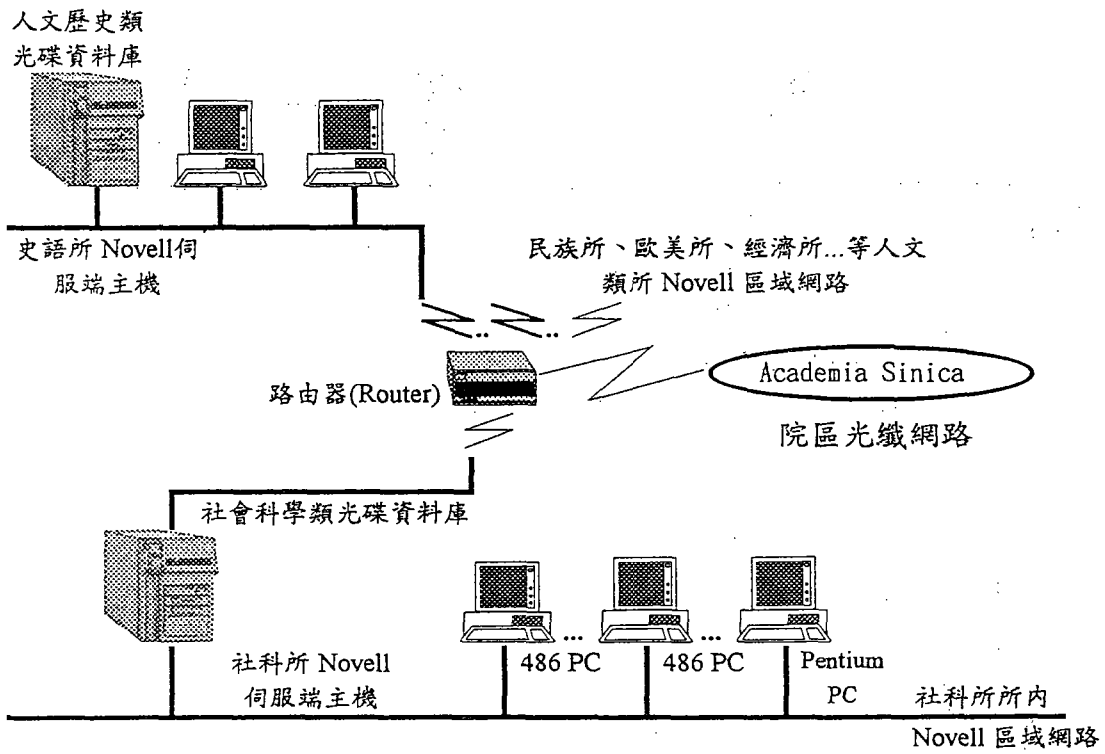 人文歷史類
光碟資料庫
史語所 Novell伺
服端主機
民族所、歐美所、經濟所...等人文
類所 Novell 區域網路
路由器(Router)
Academia Sinica
院區光纖網路
社會科學類光碟資料庫
社科所 Novell
伺服端主機
486 PC
486 PC
Pentium
PC
社科所所內
Novell 區域網路